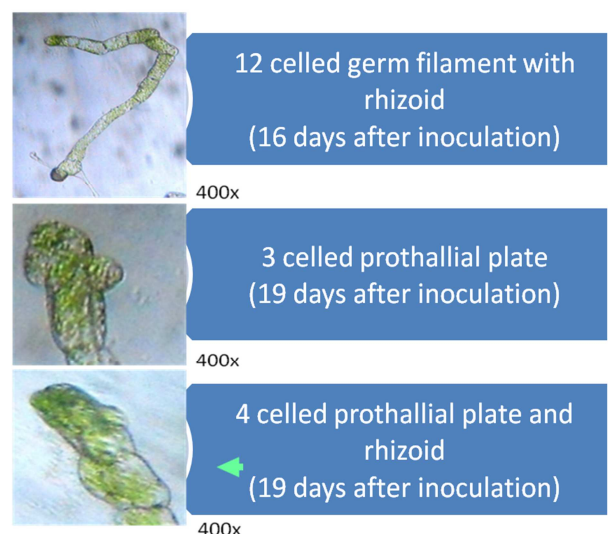 12 celled germ filament with
rhizoid
(16 days after inoculation)
400x
3 celled prothallial plate
(19 days after inoculation)
400x
4 celled prothallial plate and
rhizoid
(19 days after inoculation)
400x